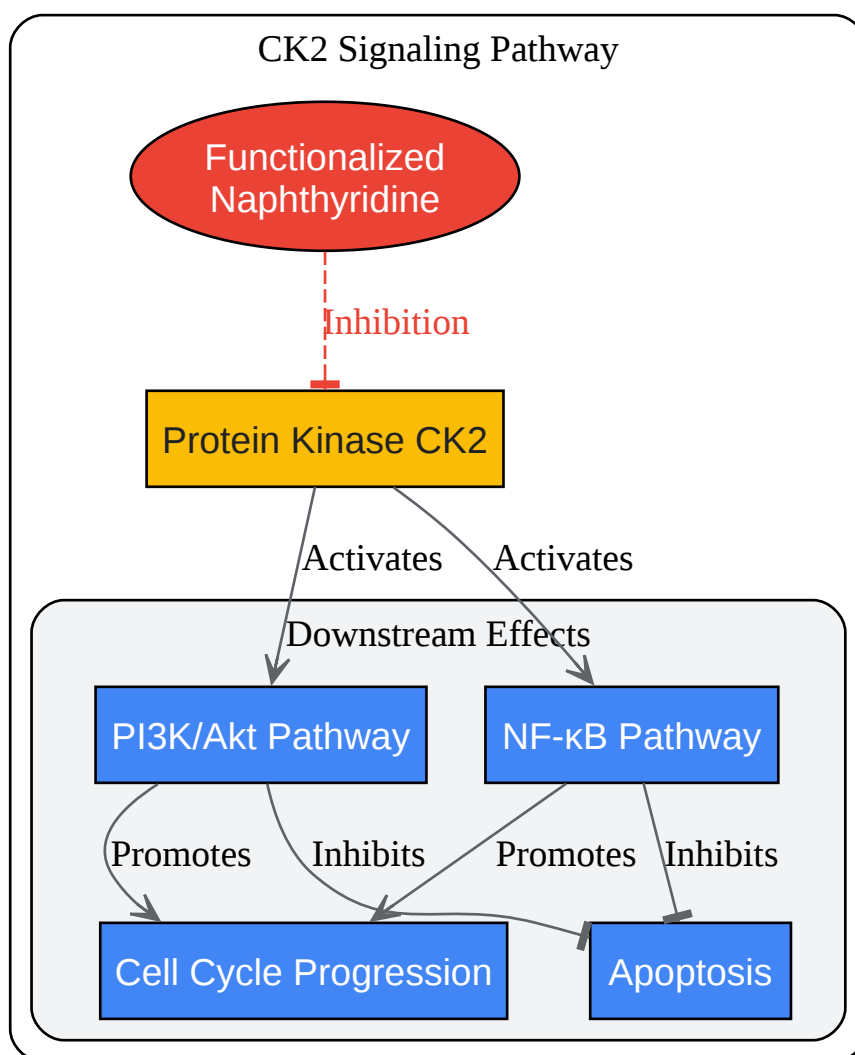 CK2 Signaling Pathway
Functionalized
Naphthyridine
Inhibition
Protein Kinase CK2
Activates
Activates
Downstream Effects
PI3K/Akt Pathway
NF-κB Pathway
Promotes
Inhibits
Promotes
Inhibits
Cell Cycle Progression
Apoptosis